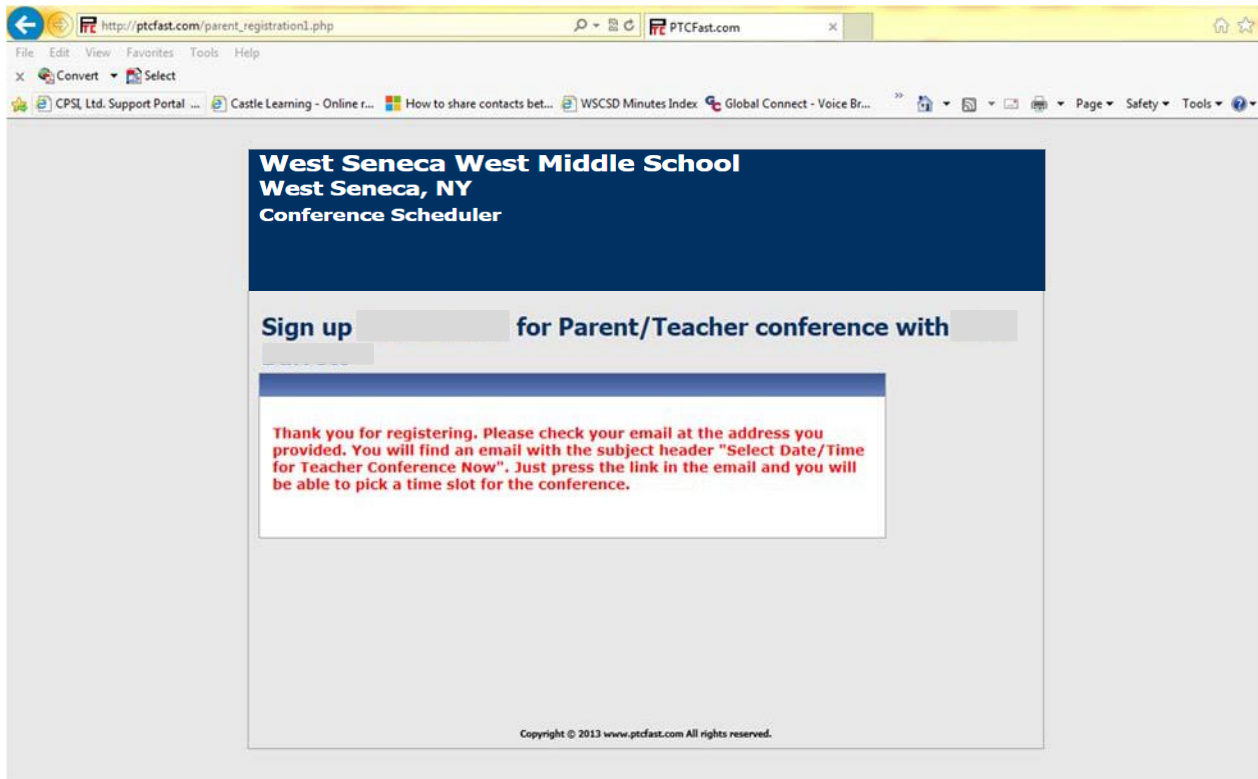 http://ptcfast.com/parent_registration1.php PTCFast.com
File Edit View Favorites Tools Help
x Convert Select
CPSI, Ltd. Support Portal ... Castle Learning - Online r... How to share contacts bet... WSCSD Minutes Index Global Connect - Voice Br... » Page Safety Tools
West Seneca West Middle School
West Seneca, NY
Conference Scheduler
Sign up for Parent/Teacher conference with
Thank you for registering. Please check your email at the address you
provided. You will find an email with the subject header "Select Date/Time
for Teacher Conference Now". Just press the link in the email and you will
be able to pick a time slot for the conference.
Copyright © 2013 www.ptcfast.com All rights reserved.